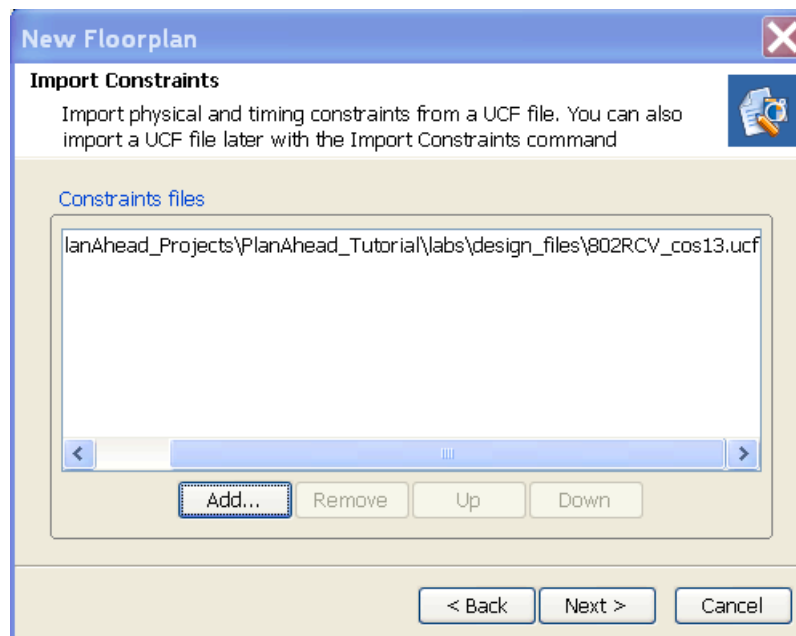 New Floorplan
Import Constraints
Import physical and timing constraints from a UCF file. You can also
import a UCF file later with the Import Constraints command
Constraints files
lanAhead_Projects\PlanAhead_Tutorial\labs\design_files\802RCV_cos13.ucf
Add... Remove Up Down
< Back Next > Cancel